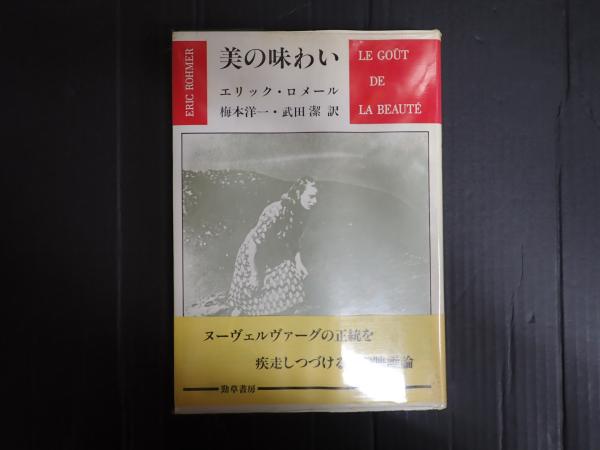 ERIC ROHMER
美の味わい
エリック・ロメール
梅本洋一・武田潔 訳
LE GOÛT
DE
LA BEAUTÉ
ヌーヴェルヴァーグの正統を
疾走しつづける
論
勁草書房